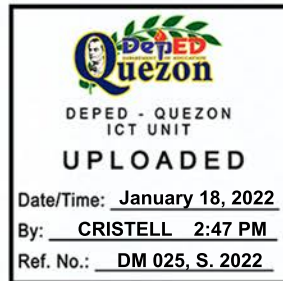 DepED
DEPARTMENT OF EDUCATION
Quezon
DEPED - QUEZON
ICT UNIT
UPLOADED
Date/Time: January 18, 2022
By: CRISTELL 2:47 PM
Ref. No.: DM 025, S. 2022